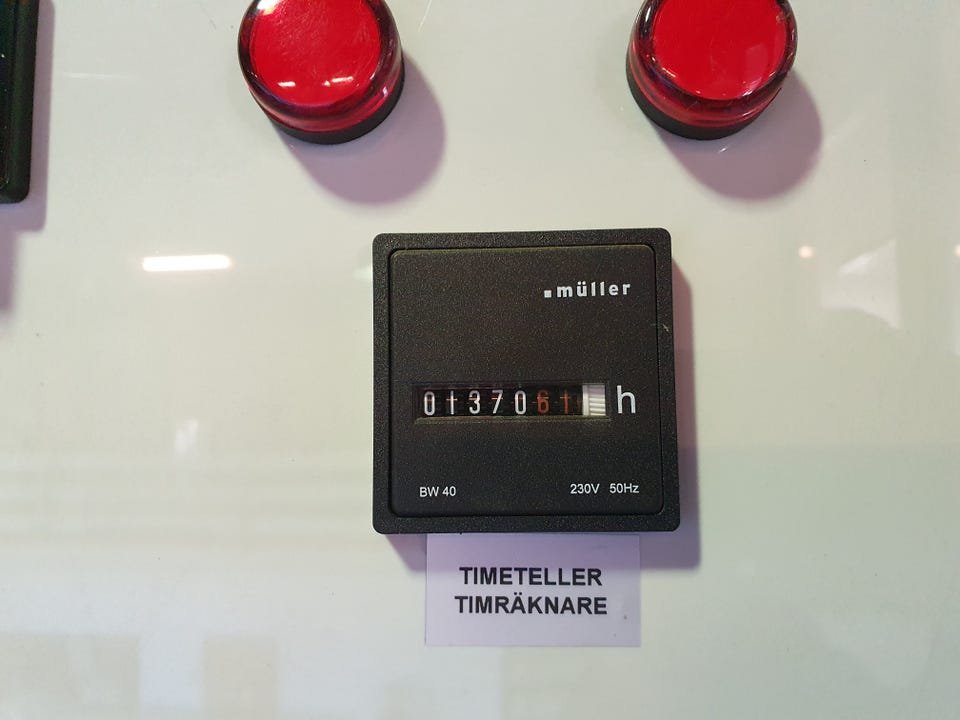 .müller
0137061 h
BW 40 230V 50Hz
TIMETELLER
TIMRÄKNARE